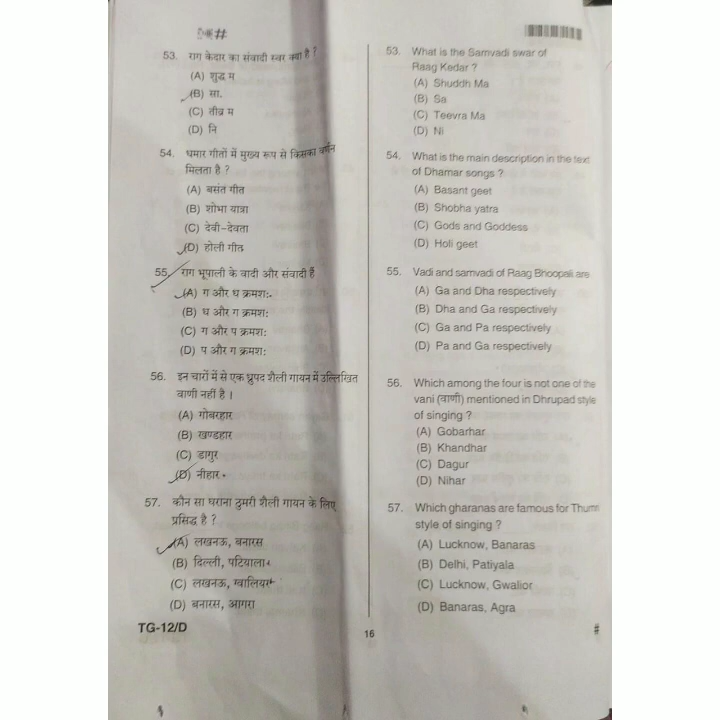 #
53. राग केदार का संवादी स्वर क्या है ?
(A) शुद्ध म
(B) सा.
(C) तीव्र म
(D) नि
54. धमार गीतों में मुख्य रूप से किसका वर्णन
मिलता है ?
(A) बसंत गीत
(B) शोभा यात्रा
(C) देवी-देवता
(D) होली गीत
55. राग भूपाली के वादी और संवादी हैं
(A) ग और ध क्रमशः
(B) ध और ग क्रमशः
(C) ग और प क्रमशः
(D) प और ग क्रमशः
56. इन चारों में से एक ध्रुपद शैली गायन में उल्लिखित
वाणी नहीं है ।
(A) गोबरहार
(B) खण्डहार
(C) डागुर
(D) नीहार
57. कौन सा घराना ठुमरी शैली गायन के लिए
प्रसिद्ध है ?
(A) लखनऊ, बनारस
(B) दिल्ली, पटियाला
(C) लखनऊ, ग्वालियर
(D) बनारस, आगरा
TG-12/D
53. What is the Samvadi swar of
Raag Kedar ?
(A) Shuddh Ma
(B) Sa
(C) Teevra Ma
(D) Ni
54. What is the main description in the text
of Dhamar songs ?
(A) Basant geet
(B) Shobha yatra
(C) Gods and Goddess
(D) Holi geet
55. Vadi and samvadi of Raag Bhoopali are
(A) Ga and Dha respectively
(B) Dha and Ga respectively
(C) Ga and Pa respectively
(D) Pa and Ga respectively
56. Which among the four is not one of the
vani (वाणी) mentioned in Dhrupad style
of singing ?
(A) Gobarhar
(B) Khandhar
(C) Dagur
(D) Nihar
57. Which gharanas are famous for Thumri
style of singing ?
(A) Lucknow, Banaras
(B) Delhi, Patiyala
(C) Lucknow, Gwalior
(D) Banaras, Agra
16
#